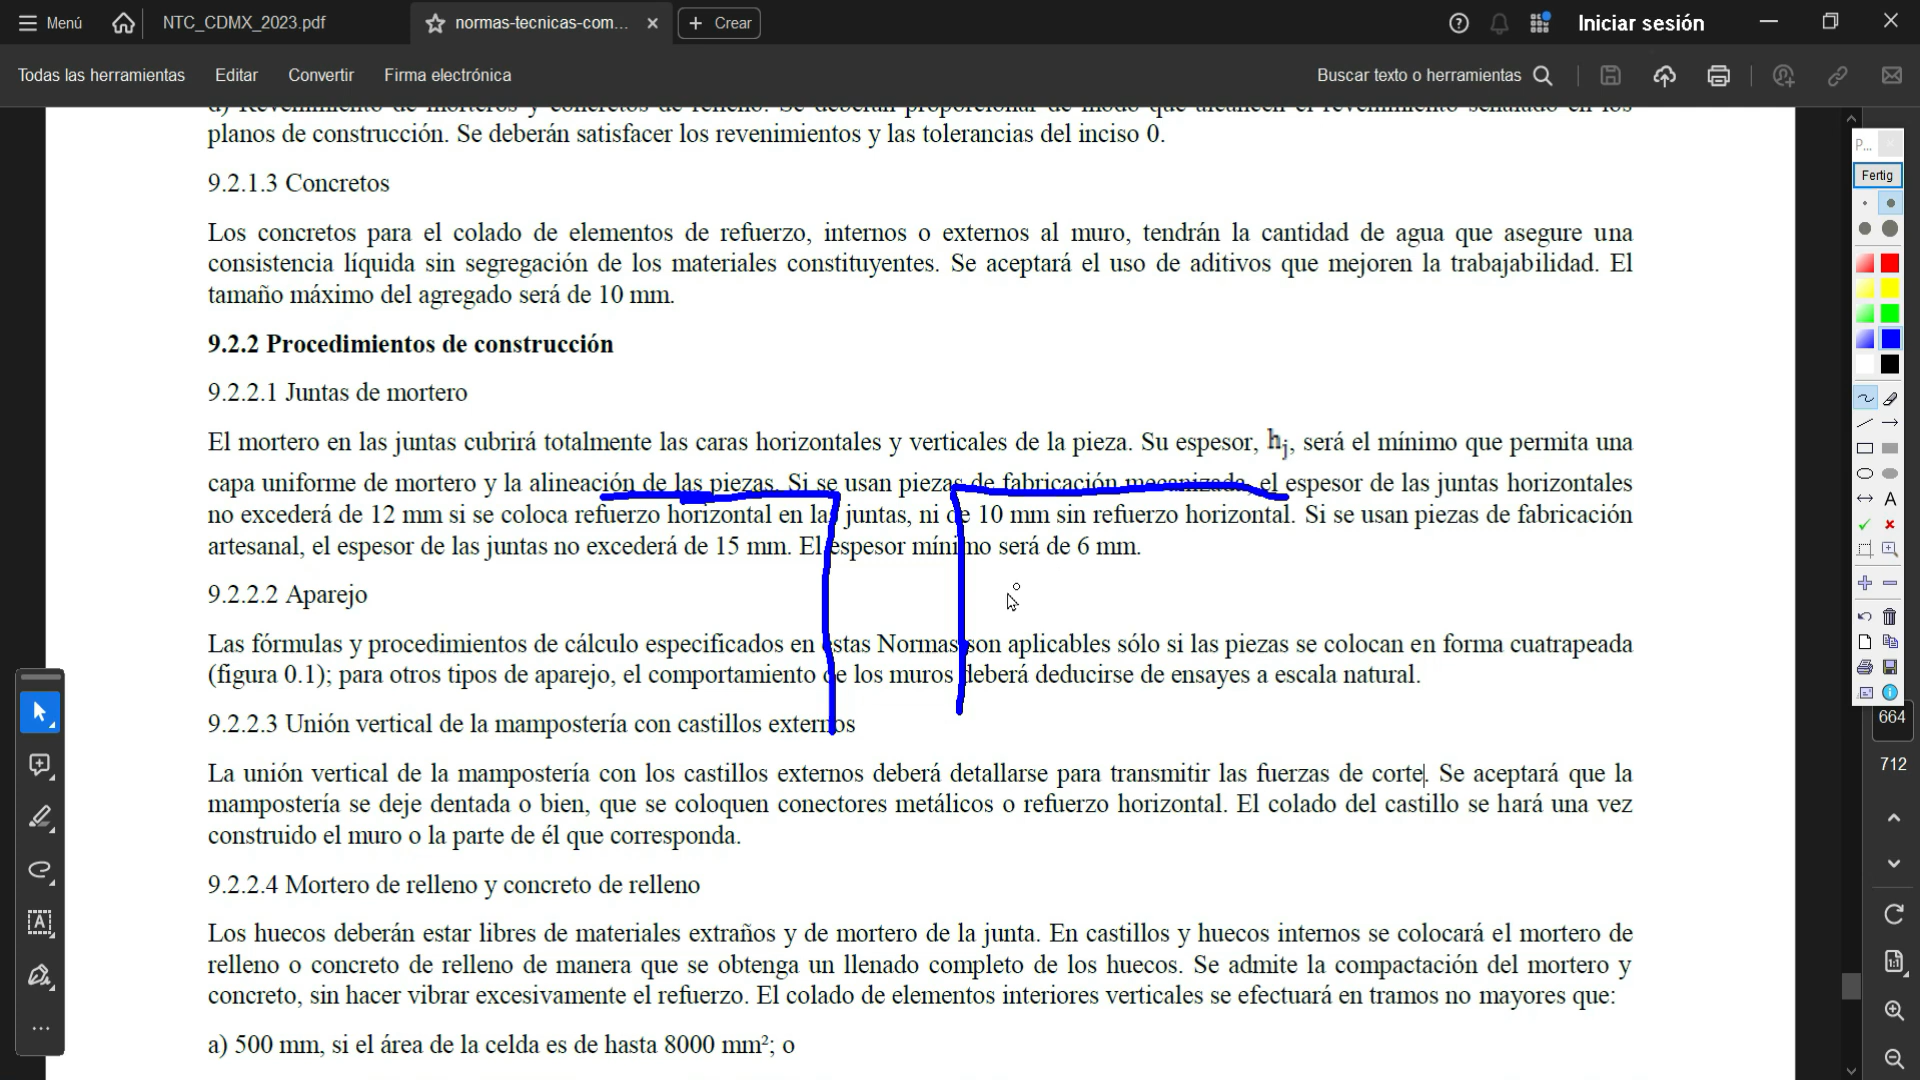 Menú
NTC_CDMX_2023.pdf
normas-tecnicas-com...
Crear
Iniciar sesión
Todas las herramientas
Editar
Convertir
Firma electrónica
Buscar texto o herramientas
planos de construcción. Se deberán satisfacer los revenimientos y las tolerancias del inciso 0.
9.2.1.3 Concretos
Los concretos para el colado de elementos de refuerzo, internos o externos al muro, tendrán la cantidad de agua que asegure una
consistencia líquida sin segregación de los materiales constituyentes. Se aceptará el uso de aditivos que mejoren la trabajabilidad. El
tamaño máximo del agregado será de 10 mm.
9.2.2 Procedimientos de construcción
9.2.2.1 Juntas de mortero
El mortero en las juntas cubrirá totalmente las caras horizontales y verticales de la pieza. Su espesor, hj, será el mínimo que permita una
capa uniforme de mortero y la alineación de las piezas. Si se usan piezas de fabricación mecanizada, el espesor de las juntas horizontales
no excederá de 12 mm si se coloca refuerzo horizontal en las juntas, ni de 10 mm sin refuerzo horizontal. Si se usan piezas de fabricación
artesanal, el espesor de las juntas no excederá de 15 mm. El espesor mínimo será de 6 mm.
9.2.2.2 Aparejo
Las fórmulas y procedimientos de cálculo especificados en estas Normas son aplicables sólo si las piezas se colocan en forma cuatrapeada
(figura 0.1); para otros tipos de aparejo, el comportamiento de los muros deberá deducirse de ensayes a escala natural.
9.2.2.3 Unión vertical de la mampostería con castillos externos
La unión vertical de la mampostería con los castillos externos deberá detallarse para transmitir las fuerzas de corte. Se aceptará que la
mampostería se deje dentada o bien, que se coloquen conectores metálicos o refuerzo horizontal. El colado del castillo se hará una vez
construido el muro o la parte de él que corresponda.
9.2.2.4 Mortero de relleno y concreto de relleno
Los huecos deberán estar libres de materiales extraños y de mortero de la junta. En castillos y huecos internos se colocará el mortero de
relleno o concreto de relleno de manera que se obtenga un llenado completo de los huecos. Se admite la compactación del mortero y
concreto, sin hacer vibrar excesivamente el refuerzo. El colado de elementos interiores verticales se efectuará en tramos no mayores que:
a) 500 mm, si el área de la celda es de hasta 8000 mm²; o
P...
Fertig
A
664
712
1:1